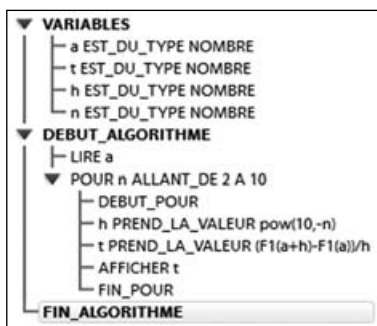 VARIABLES
a EST_DU_TYPE NOMBRE
t EST_DU_TYPE NOMBRE
h EST_DU_TYPE NOMBRE
n EST_DU_TYPE NOMBRE
DEBUT_ALGORITHME
LIRE a
POUR n ALLANT_DE 2 A 10
DEBUT_POUR
h PREND_LA_VALEUR pow(10,-n)
t PREND_LA_VALEUR (F1(a+h)-F1(a))/h
AFFICHER t
FIN_POUR
FIN_ALGORITHME